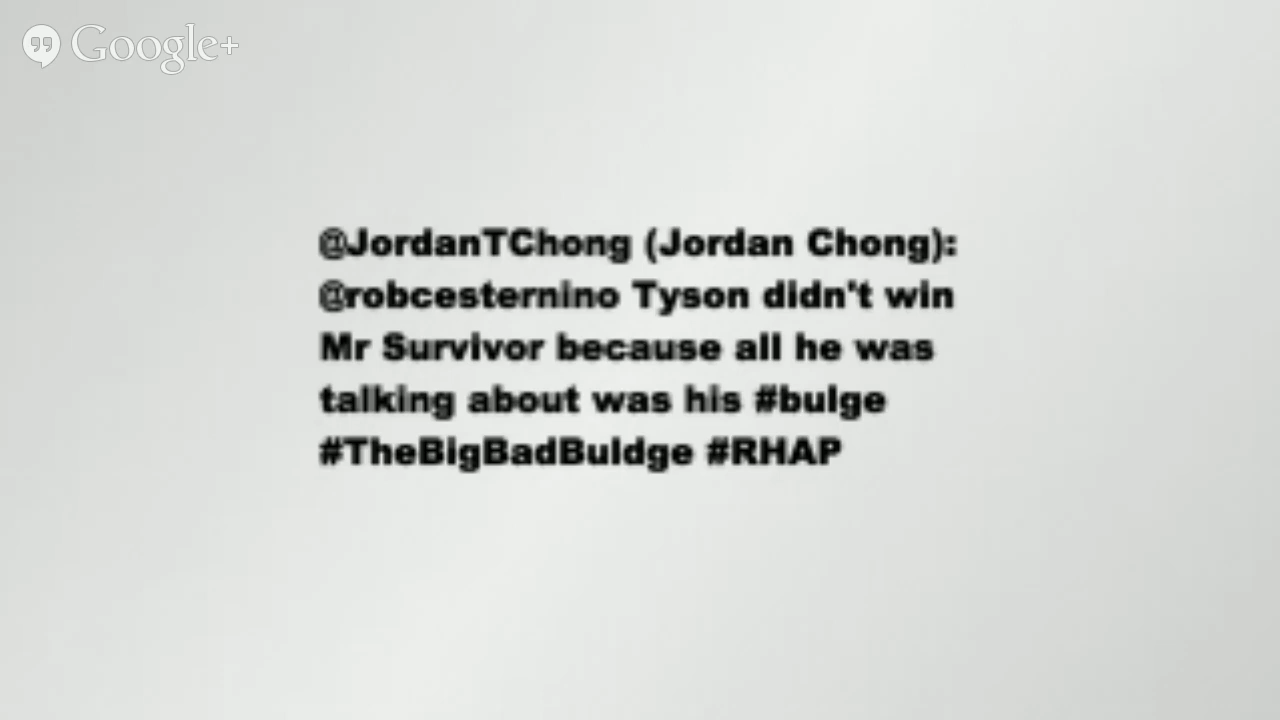 Google+
@JordanTChong (Jordan Chong):
@robcesternino Tyson didn't win
Mr Survivor because all he was
talking about was his #bulge
#TheBigBadBuldge #RHAP